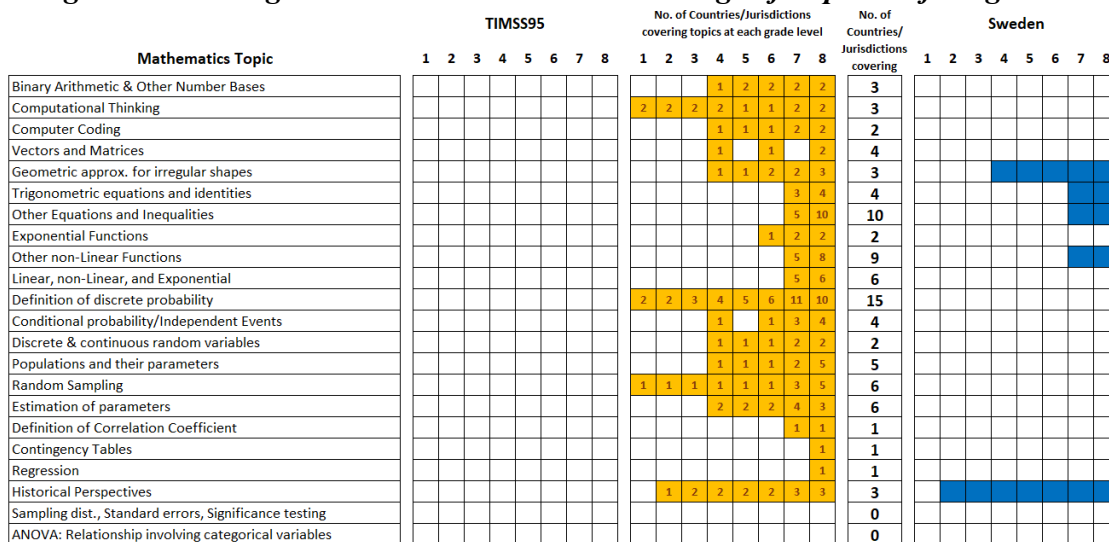 TIMSS95
No. of Countries/Jurisdictions
covering topics at each grade level
No. of
Countries/
Jurisdictions
covering
Sweden
Mathematics Topic 1 2 3 4 5 6 7 8 1 2 3 4 5 6 7 8 1 2 3 4 5 6 7 8
Binary Arithmetic & Other Number Bases 1 2 2 2 2 3
Computational Thinking 2 2 2 2 1 1 2 2 3
Computer Coding 1 1 1 2 2 2
Vectors and Matrices 1 1 2 4
Geometric approx. for irregular shapes 1 1 2 2 3 3
Trigonometric equations and identities 3 4 4
Other Equations and Inequalities 5 10 10
Exponential Functions 1 2 2 2
Other non-Linear Functions 5 8 9
Linear, non-Linear, and Exponential 5 6 6
Definition of discrete probability 2 2 3 4 5 6 11 10 15
Conditional probability/Independent Events 1 1 3 4 4
Discrete & continuous random variables 1 1 1 2 2 2
Populations and their parameters 1 1 1 2 5 5
Random Sampling 1 1 1 1 1 1 3 5 6
Estimation of parameters 2 2 2 4 3 6
Definition of Correlation Coefficient 1 1 1
Contingency Tables 1 1
Regression 1 1
Historical Perspectives 1 2 2 2 2 3 3 3
Sampling dist., Standard errors, Significance testing 0
ANOVA: Relationship involving categorical variables 0